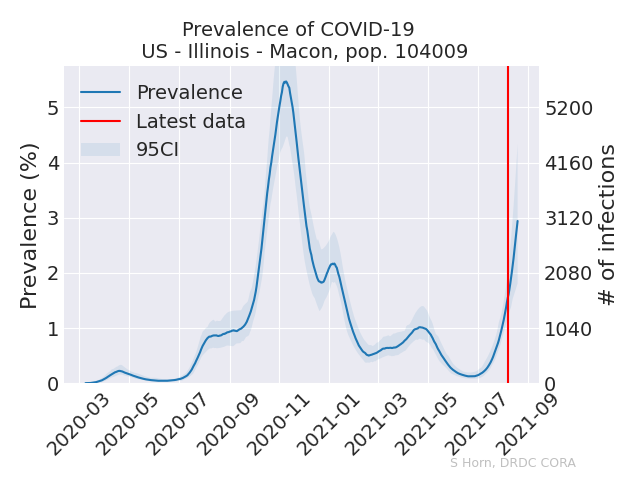 Prevalence of COVID-19
US - Illinois - Macon, pop. 104009
Prevalence
Latest data
95CI
Prevalence (%)
5
4
3
2
1
0
5200
4160
3120
2080
1040
0
# of infections
2020-03
2020-05
2020-07
2020-09
2020-11
2021-01
2021-03
2021-05
2021-07
2021-09
S Horn, DRDC CORA